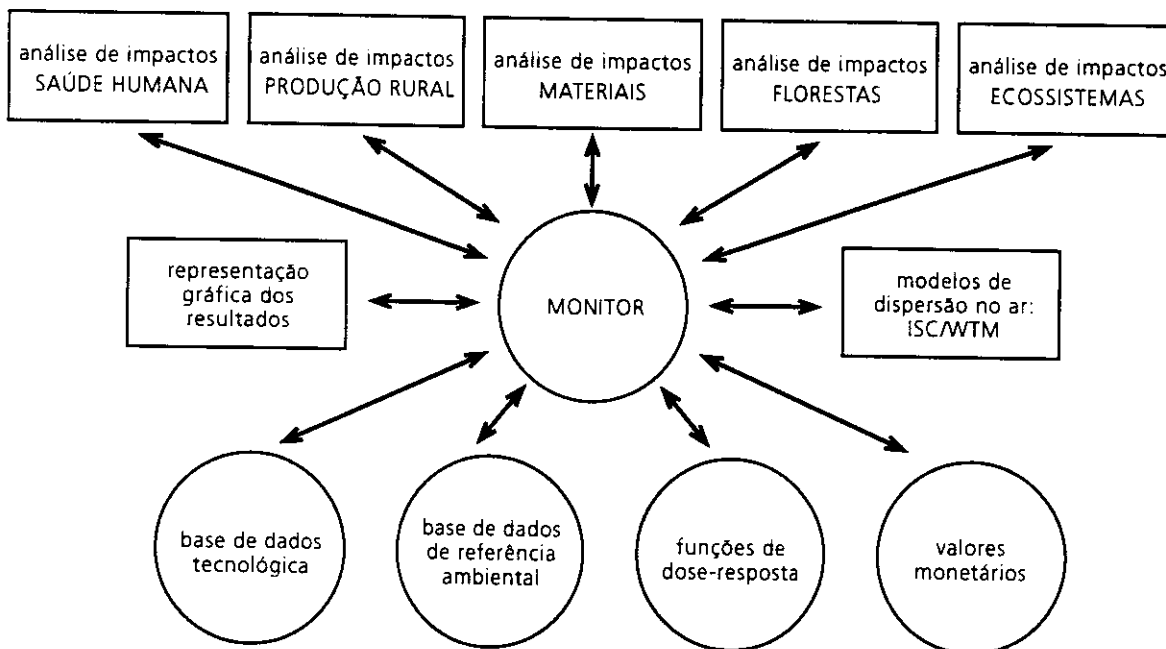 análise de impactos
SAÚDE HUMANA
análise de impactos
PRODUÇÃO RURAL
análise de impactos
MATERIAIS
análise de impactos
FLORESTAS
análise de impactos
ECOSSISTEMAS
representação
gráfica dos
resultados
MONITOR
modelos de
dispersão no ar:
ISC/WTM
base de dados
tecnológica
base de dados
de referência
ambiental
funções de
dose-resposta
valores
monetários